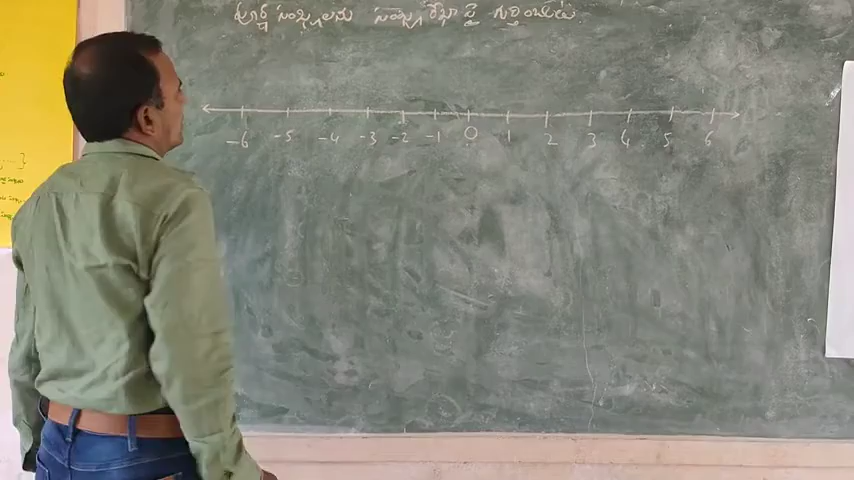 పూర్ణ సంఖ్యలను సంఖ్యా రేఖా పై గుర్తించుట
-6 -5 -4 -3 -2 -1 0 1 2 3 4 5 6